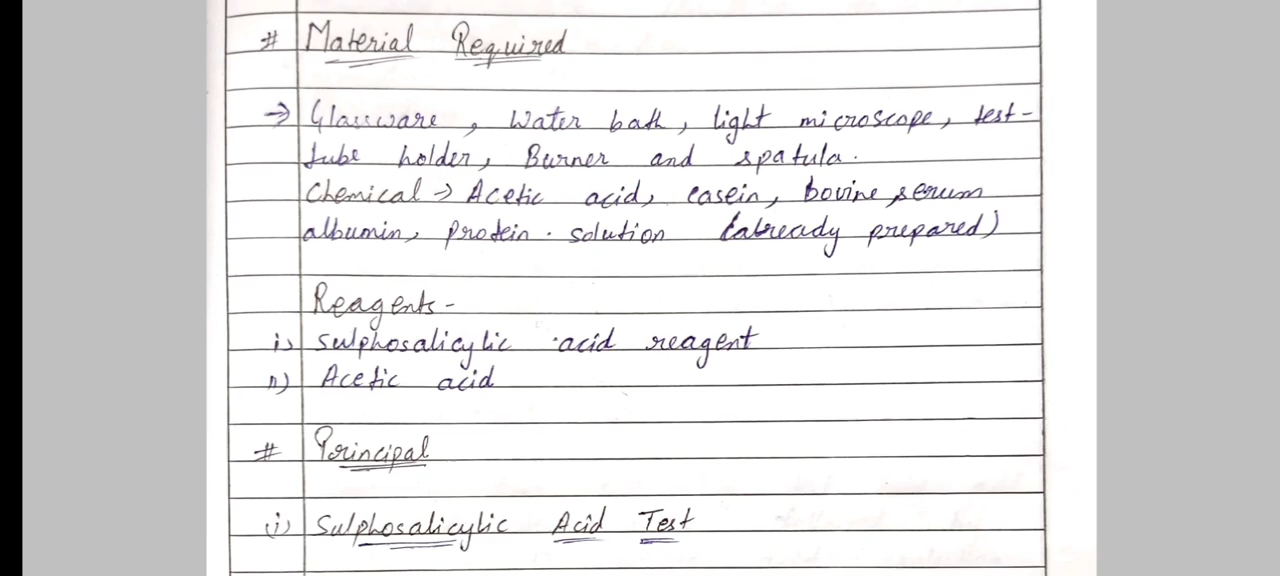 # Material Required
→ Glassware, Water bath, light microscope, test-
tube holder, Burner and spatula.
Chemical → Acetic acid, casein, bovine serum
albumin, protein solution (already prepared)
Reagents -
i) Sulphosalicylic acid reagent
ii) Acetic acid
# Principal
(i) Sulphosalicylic Acid Test